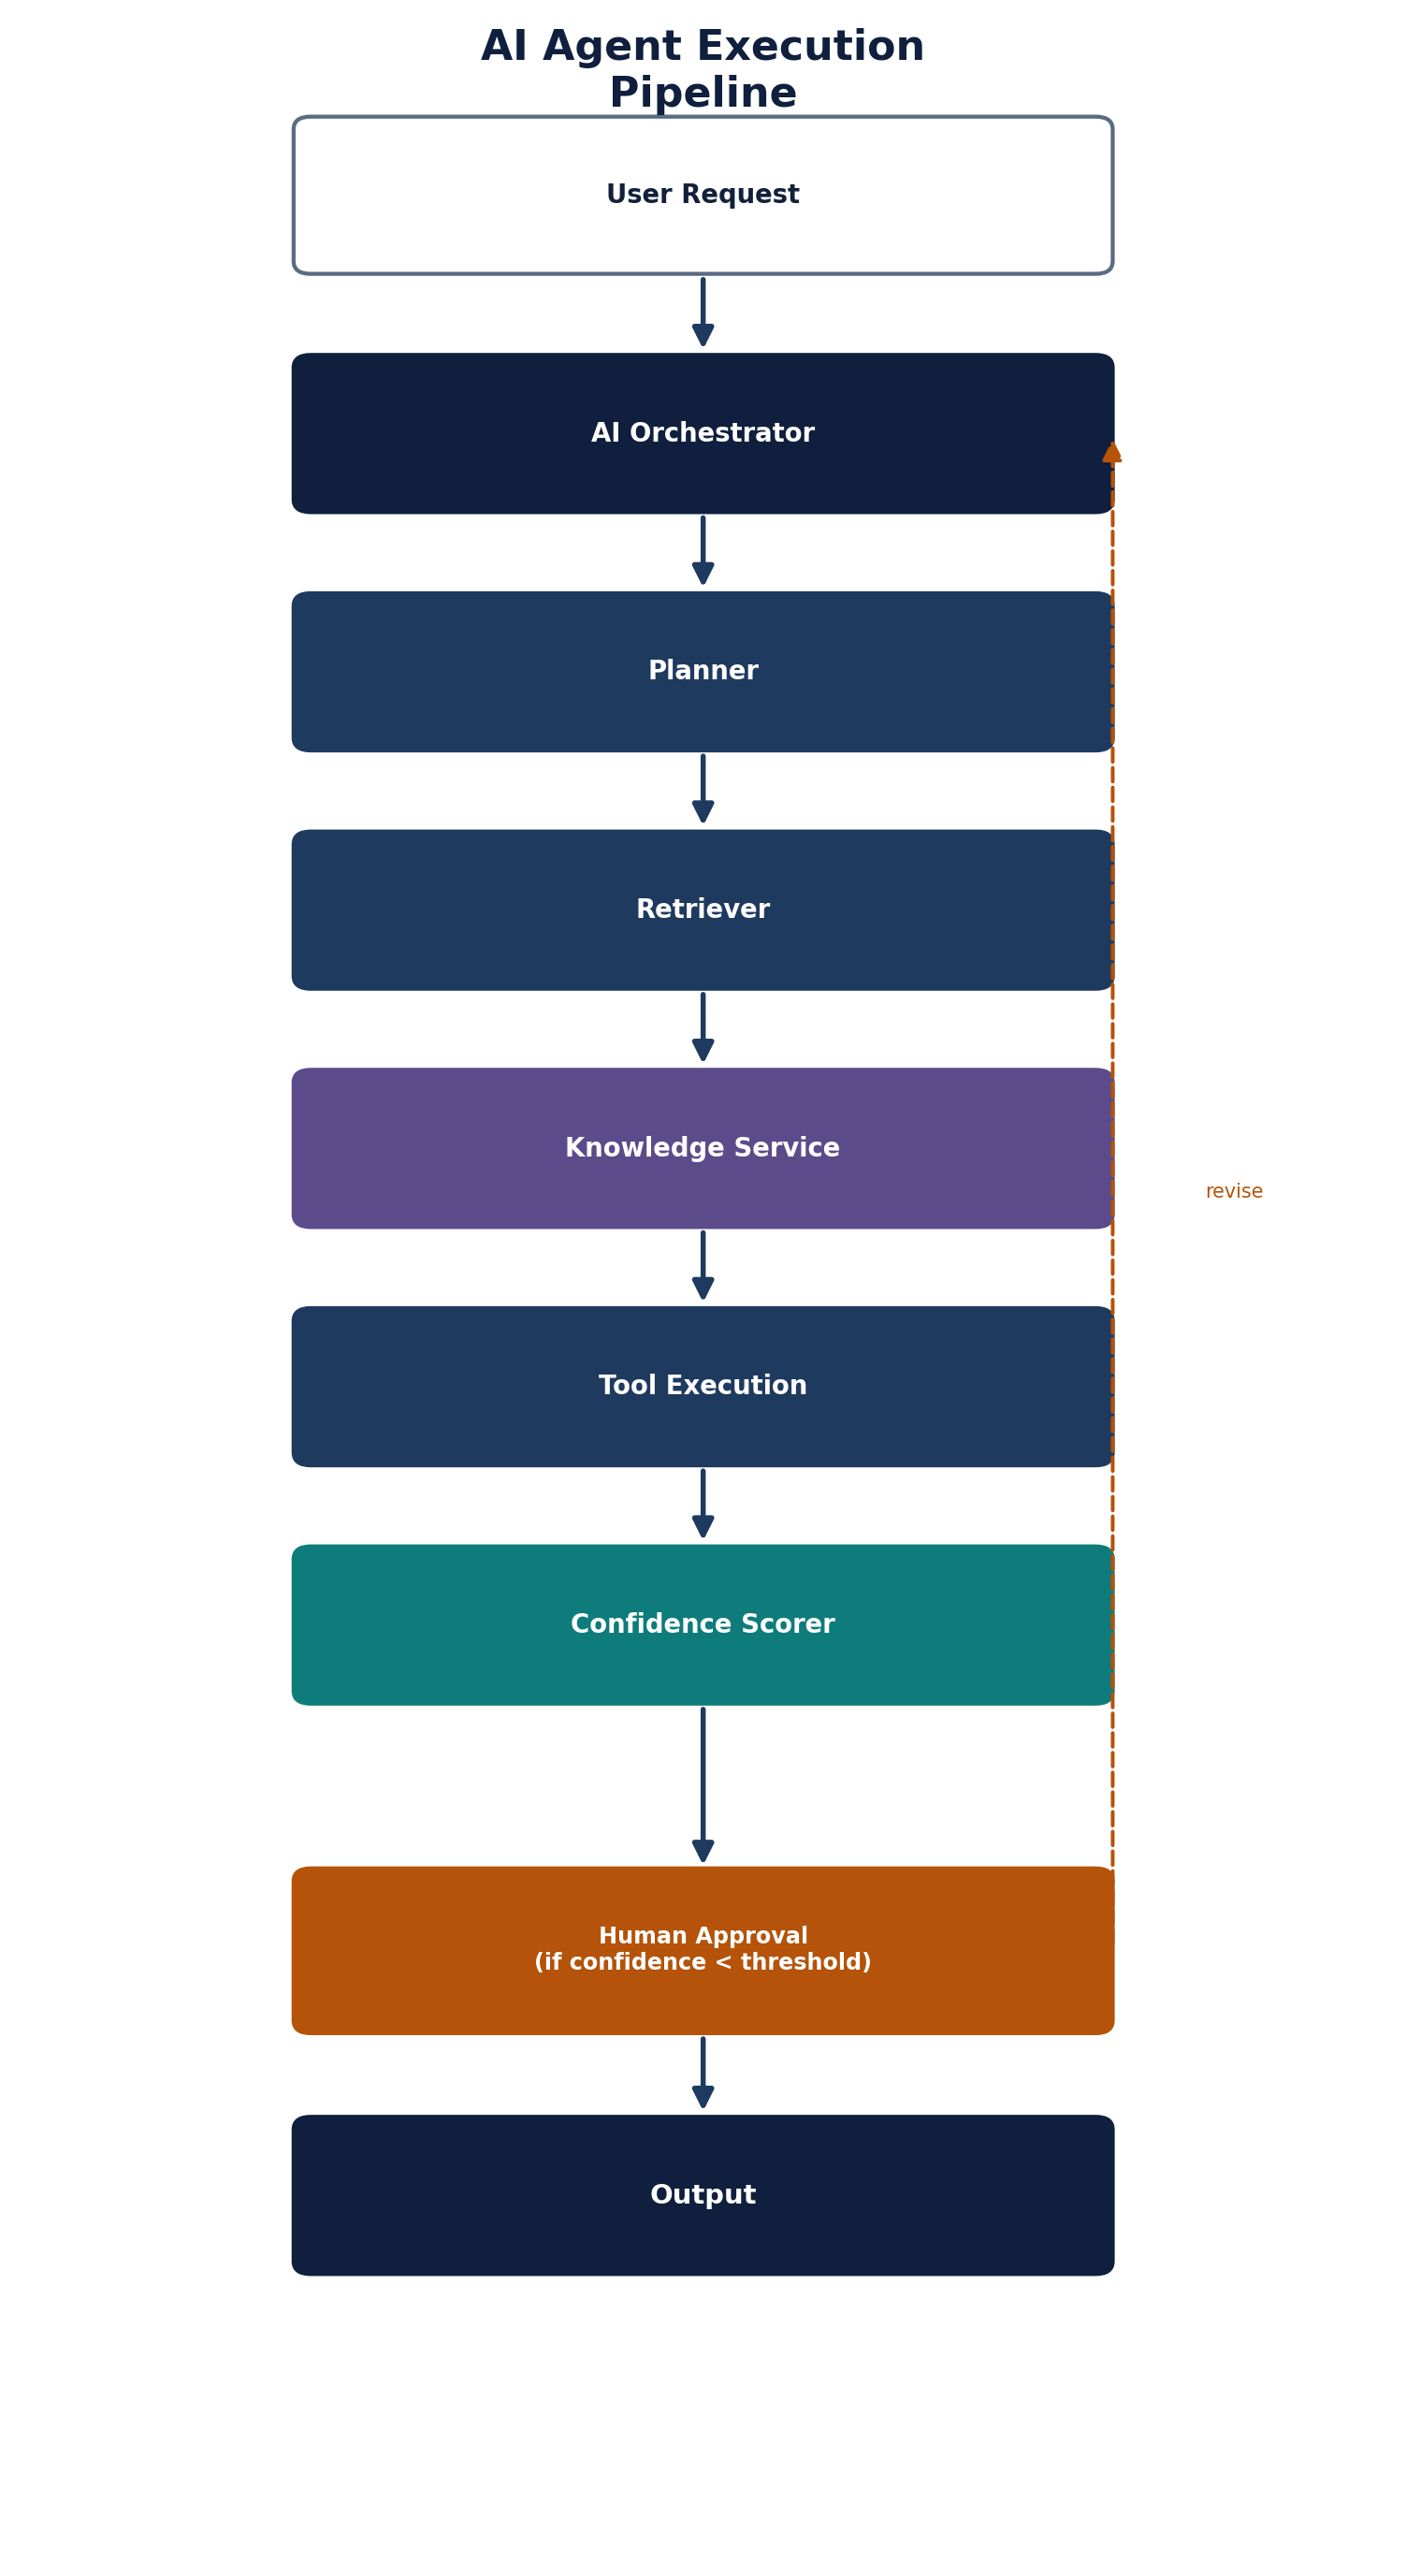 AI Agent Execution
Pipeline
User Request
AI Orchestrator
Planner
Retriever
Knowledge Service
revise
Tool Execution
Confidence Scorer
Human Approval
(if confidence < threshold)
Output